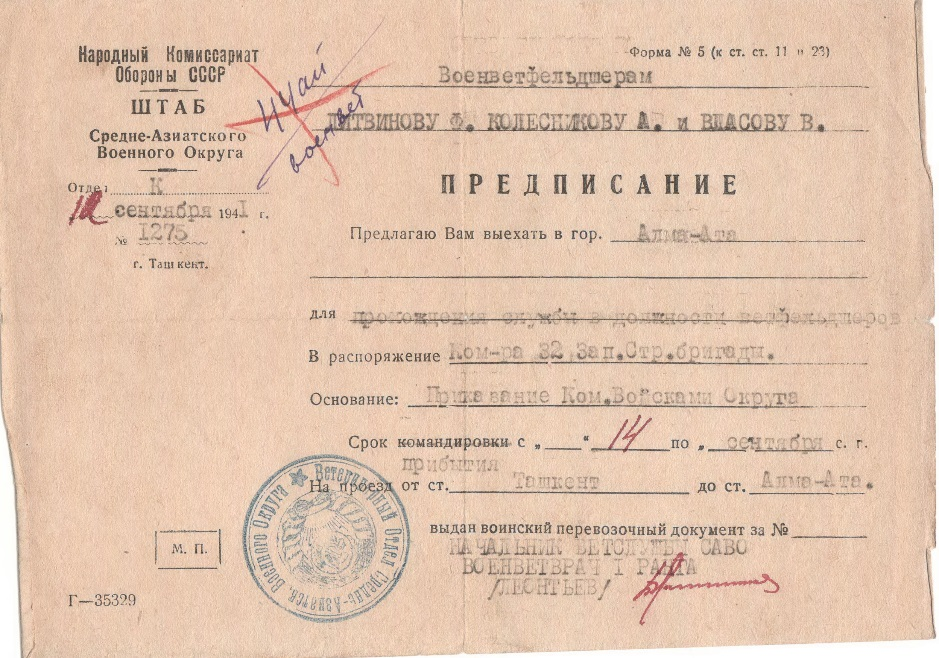 Народный Комиссариат
Обороны СССР
ШТАБ
Средне-Азиатского
Военного Округа
Отдел К
12 сентября 1941 г.
№ 1275
г. Ташкент.
военвет
Форма № 5 (к ст. ст. 11 и 23)
Военветфельдшерам
ЛИТВИНОВУ Ф. КОЛЕСНИКОВУ А. и ВЛАСОВУ В.
ПРЕДПИСАНИЕ
Предлагаю Вам выехать в гор. Алма-Ата
для прохождения службы в должности ветфельдшеров
В распоряжение Ком-ра 32 Зап.Стр.бригады.
Основание: Приказание Ком.Войсками Округа
Срок командировки с „ “ 14 по „ сентября с. г.
прибытия
На проезд от ст. Ташкент до ст. Алма-Ата.
выдан воинский перевозочный документ за №
НАЧАЛЬНИК ВЕТСЛУЖБЫ САВО
ВОЕНВЕТВРАЧ I РАНГА
/ЛЕОНТЬЕВ/
М. П.
Ветеринарный Отдел Средне-Азиатск. Военного Округа
Г—35329